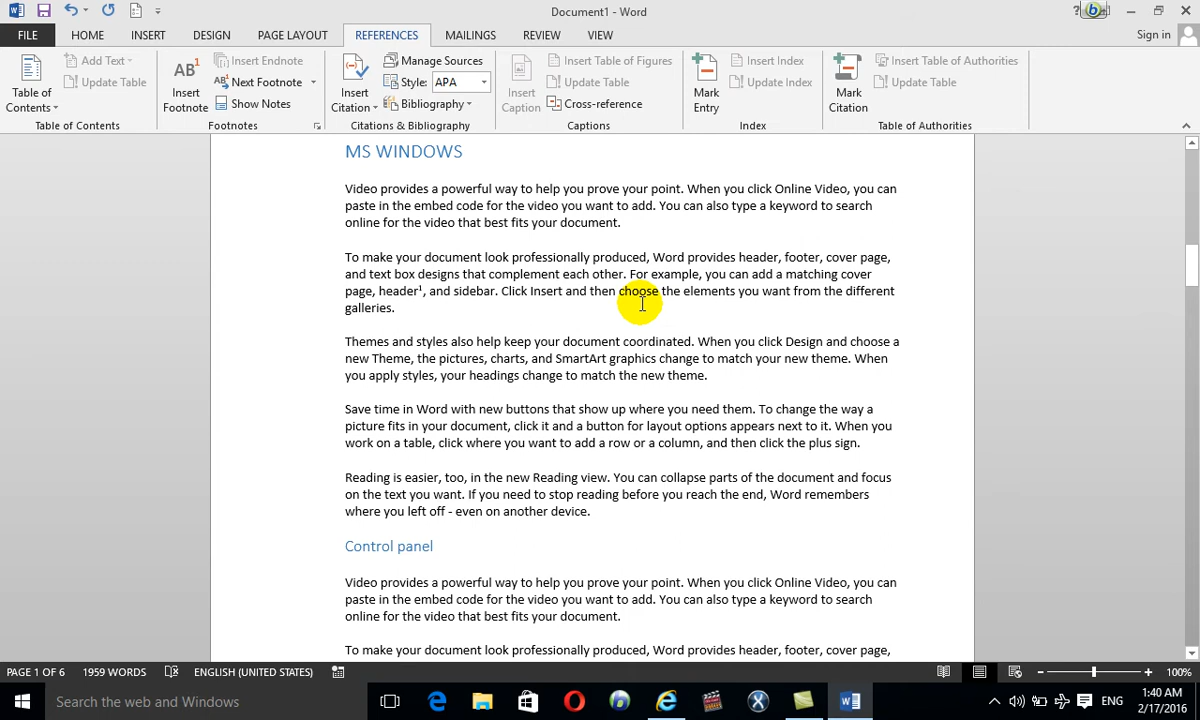 Document1 - Word
?
FILE HOME INSERT DESIGN PAGE LAYOUT REFERENCES MAILINGS REVIEW VIEW Sign in
Table of Contents
Add Text
Update Table
Table of Contents
AB¹ Insert Footnote
Insert Endnote
AB Next Footnote
Show Notes
Footnotes
Insert Citation
Manage Sources
Style: APA
Bibliography
Citations & Bibliography
Insert Caption
Insert Table of Figures
Update Table
Cross-reference
Captions
Mark Entry
Insert Index
Update Index
Index
Mark Citation
Insert Table of Authorities
Update Table
Table of Authorities
MS WINDOWS
Video provides a powerful way to help you prove your point. When you click Online Video, you can
paste in the embed code for the video you want to add. You can also type a keyword to search
online for the video that best fits your document.
To make your document look professionally produced, Word provides header, footer, cover page,
and text box designs that complement each other. For example, you can add a matching cover
page, header¹, and sidebar. Click Insert and then choose the elements you want from the different
galleries.
Themes and styles also help keep your document coordinated. When you click Design and choose a
new Theme, the pictures, charts, and SmartArt graphics change to match your new theme. When
you apply styles, your headings change to match the new theme.
Save time in Word with new buttons that show up where you need them. To change the way a
picture fits in your document, click it and a button for layout options appears next to it. When you
work on a table, click where you want to add a row or a column, and then click the plus sign.
Reading is easier, too, in the new Reading view. You can collapse parts of the document and focus
on the text you want. If you need to stop reading before you reach the end, Word remembers
where you left off - even on another device.
Control panel
Video provides a powerful way to help you prove your point. When you click Online Video, you can
paste in the embed code for the video you want to add. You can also type a keyword to search
online for the video that best fits your document.
To make your document look professionally produced, Word provides header, footer, cover page,
PAGE 1 OF 6 1959 WORDS ENGLISH (UNITED STATES) 100%
Search the web and Windows
ENG
1:40 AM
2/17/2016